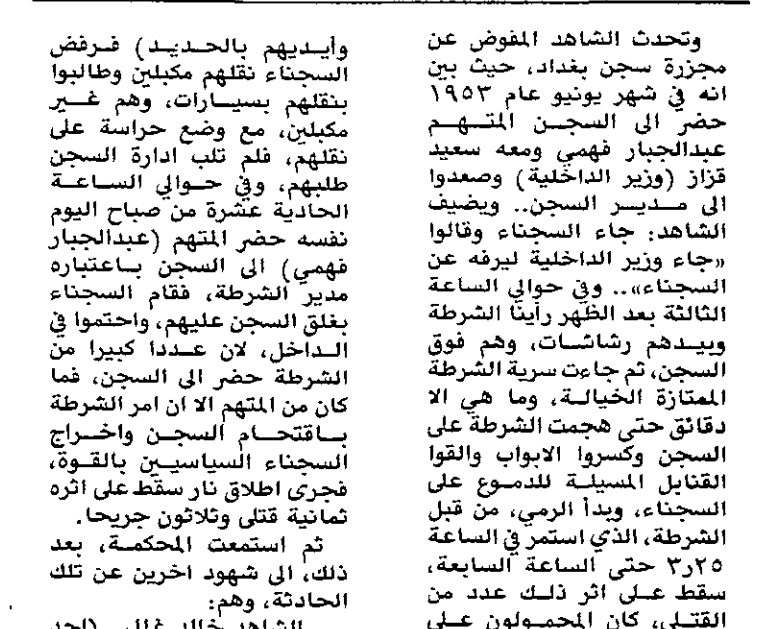 وتحدث الشاهد المفوض عن
مجزرة سجن بغداد، حيث بين
انه في شهر يونيو عام ١٩٥٣
حضر الى السجن المتهم
عبدالجبار فهمي ومعه سعيد
قزاز (وزير الداخلية) وصعدوا
الى مدير السجن.. ويضيف
الشاهد: جاء السجناء وقالوا
«جاء وزير الداخلية ليرفه عن
السجناء».. وفي حوالي الساعة
الثالثة بعد الظهر رأينا الشرطة
وبيدهم رشاشات، وهم فوق
السجن، ثم جاءت سرية الشرطة
الممتازة الخيالة، وما هي الا
دقائق حتى هجمت الشرطة على
السجن وكسروا الابواب والقوا
القنابل المسيلة للدموع على
السجناء، وبدأ الرمي، من قبل
الشرطة، الذي استمر في الساعة
٣٫٢٥ حتى الساعة السابعة،
سقط على اثر ذلك عدد من
القتلى، كان المحمولون على
وأيديهم بالحديد) فرفض
السجناء نقلهم مكبلين وطالبوا
بنقلهم بسيارات، وهم غير
مكبلين، مع وضع حراسة على
نقلهم، فلم تلب ادارة السجن
طلبهم، وفي حوالي الساعة
الحادية عشرة من صباح اليوم
نفسه حضر المتهم (عبدالجبار
فهمي) الى السجن باعتباره
مدير الشرطة، فقام السجناء
بغلق السجن عليهم، واحتموا في
الداخل، لان عددا كبيرا من
الشرطة حضر الى السجن، فما
كان من المتهم الا ان امر الشرطة
باقتحام السجن واخراج
السجناء السياسيين بالقوة،
فجرى اطلاق نار سقط على اثره
ثمانية قتلى وثلاثون جريحا.
ثم استمعت المحكمة، بعد
ذلك، الى شهود اخرين عن تلك
الحادثة، وهم:
الشاهد خالد